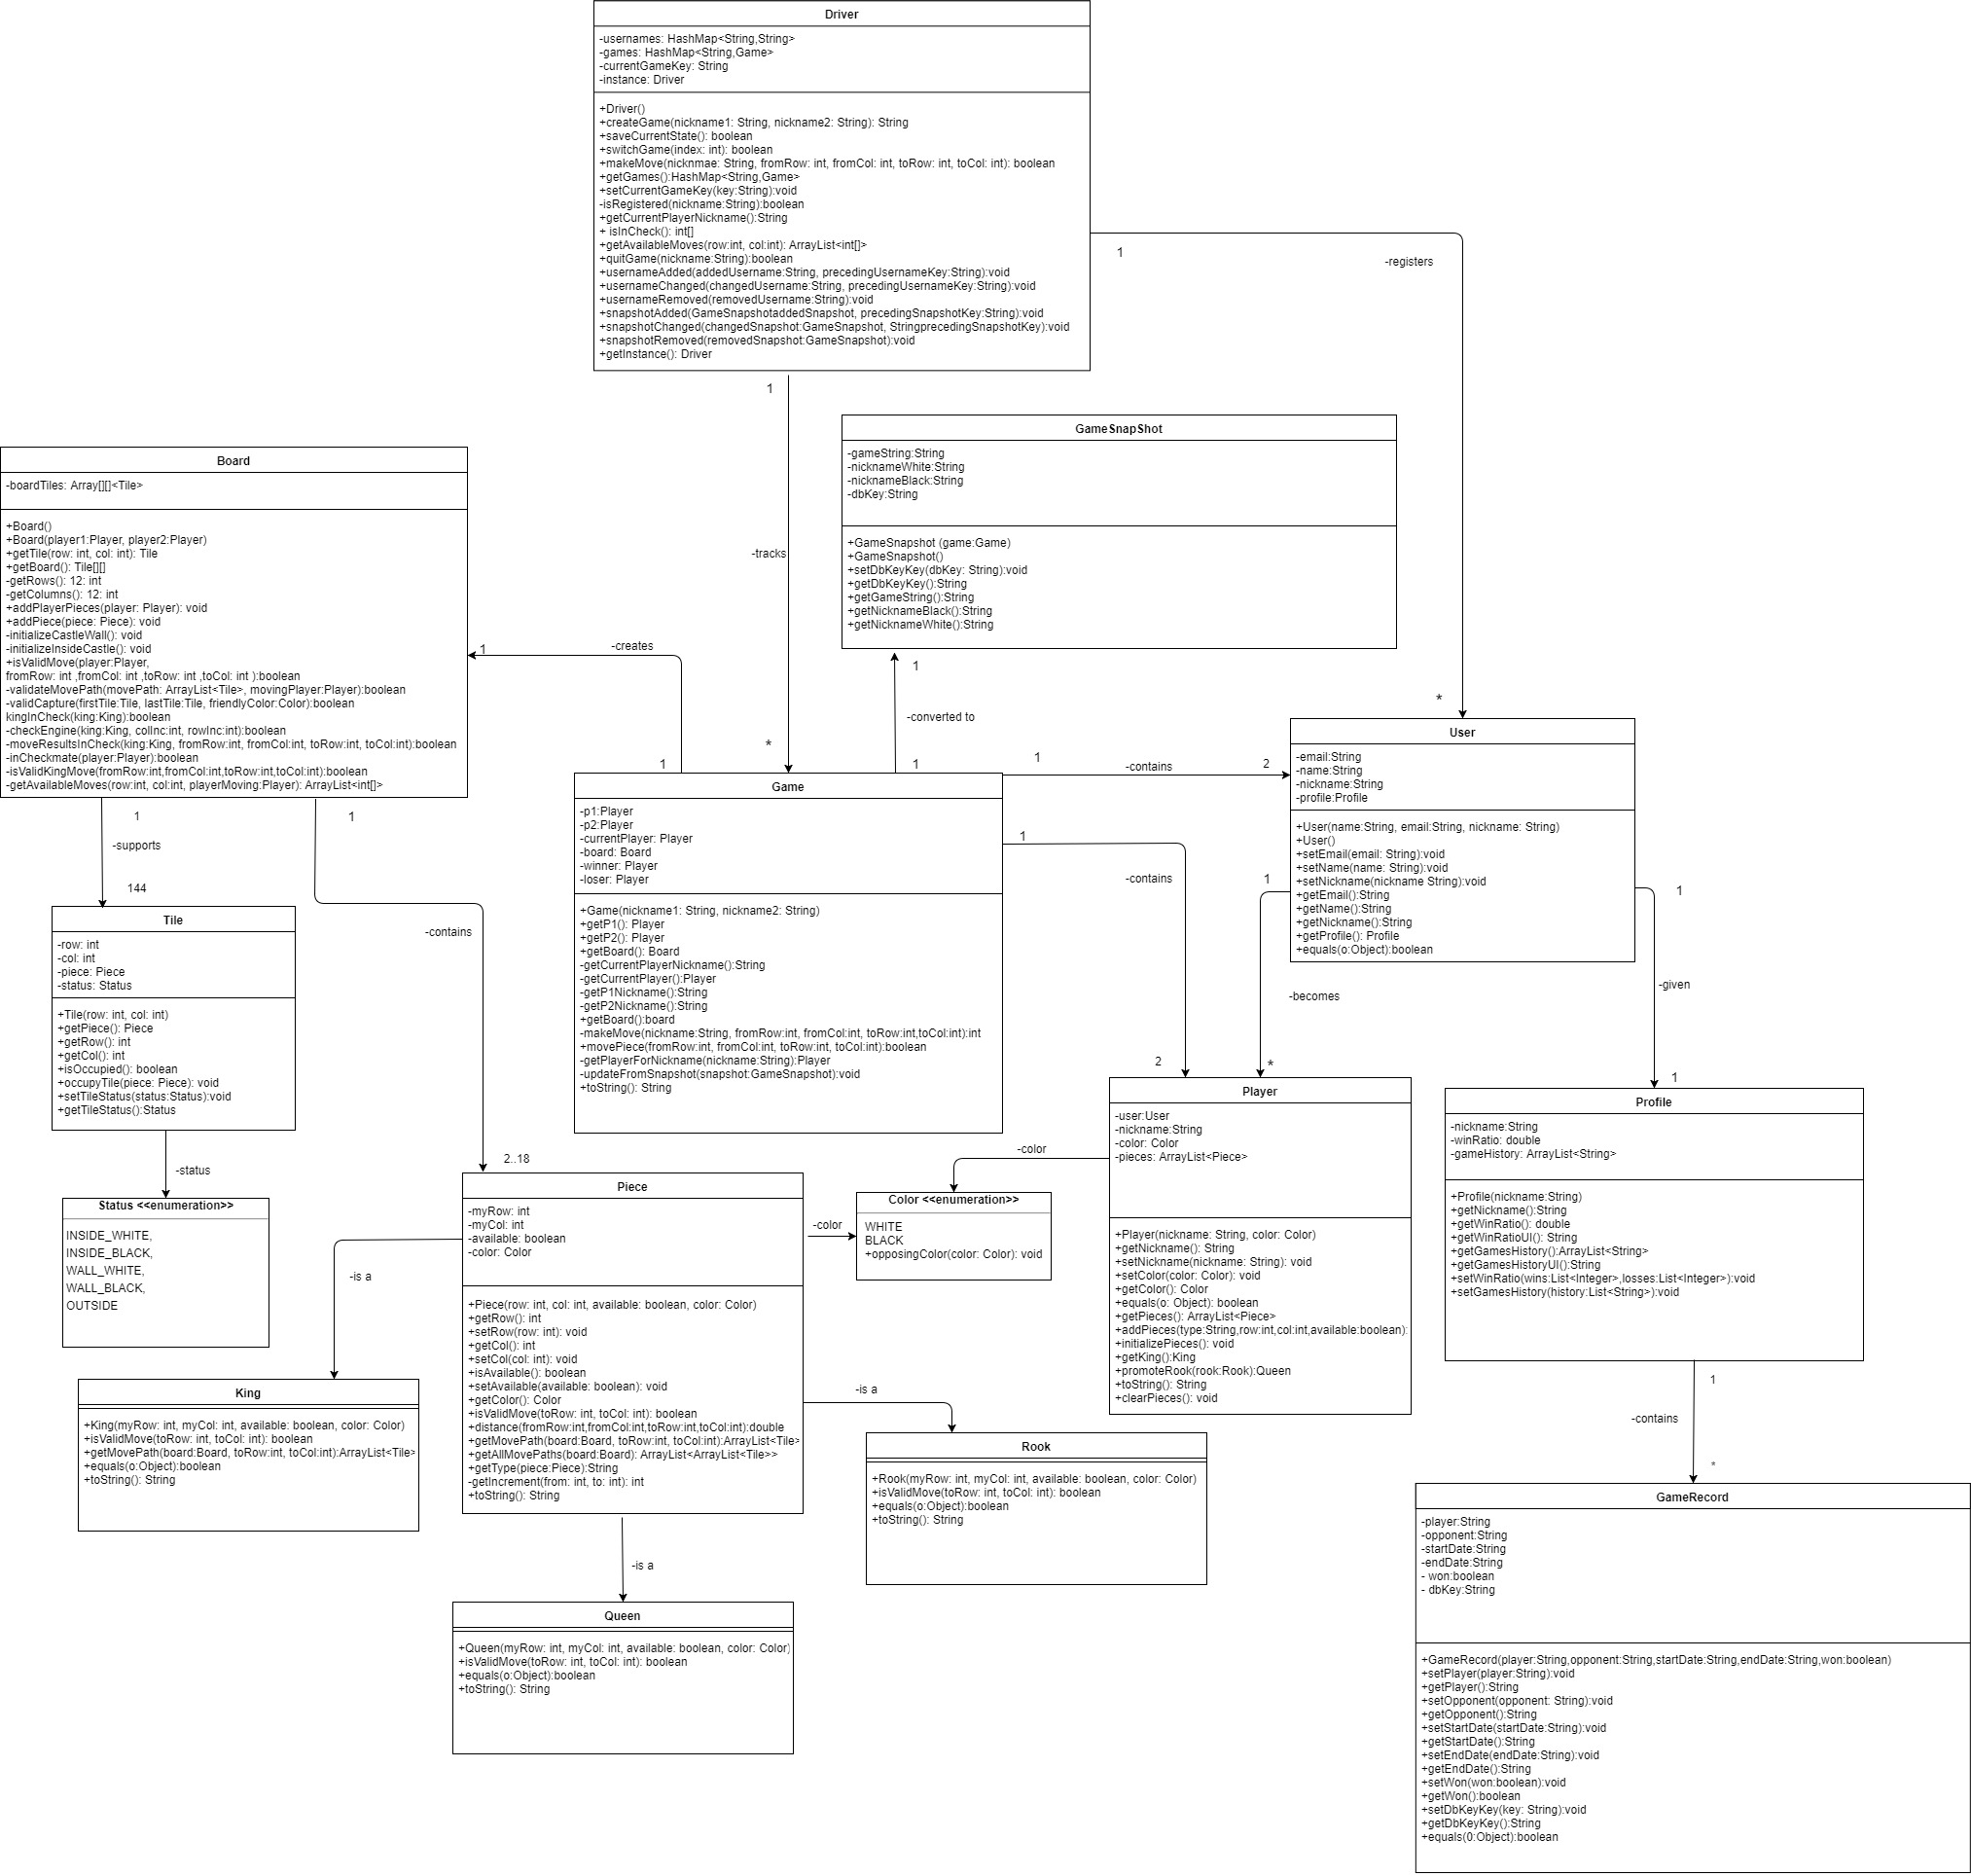 Driver
-usernames: HashMap<String,String>
-games: HashMap<String,Game>
-currentGameKey: String
-instance: Driver
+Driver()
+createGame(nickname1: String, nickname2: String): String
+saveCurrentState(): boolean
+switchGame(index: int): boolean
+makeMove(nicknmae: String, fromRow: int, fromCol: int, toRow: int, toCol: int): boolean
+getGames():HashMap<String,Game>
+setCurrentGameKey(key:String):void
-isRegistered(nickname:String):boolean
+getCurrentPlayerNickname():String
+ isInCheck(): int[]
+getAvailableMoves(row:int, col:int): ArrayList<int[]>
+quitGame(nickname:String):boolean
+usernameAdded(addedUsername:String, precedingUsernameKey:String):void
+usernameChanged(changedUsername:String, precedingUsernameKey:String):void
+usernameRemoved(removedUsername:String):void
+snapshotAdded(GameSnapshotaddedSnapshot, precedingSnapshotKey:String):void
+snapshotChanged(changedSnapshot:GameSnapshot, StringprecedingSnapshotKey):void
+snapshotRemoved(removedSnapshot:GameSnapshot):void
+getInstance(): Driver
1
-registers
*
1
-tracks
*
GameSnapShot
-gameString:String
-nicknameWhite:String
-nicknameBlack:String
-dbKey:String
+GameSnapshot (game:Game)
+GameSnapshot()
+setDbKeyKey(dbKey: String):void
+getDbKeyKey():String
+getGameString():String
+getNicknameBlack():String
+getNicknameWhite():String
1
-converted to
1
Board
-boardTiles: Array[][]<Tile>
+Board()
+Board(player1:Player, player2:Player)
+getTile(row: int, col: int): Tile
+getBoard(): Tile[][]
-getRows(): 12: int
-getColumns(): 12: int
+addPlayerPieces(player: Player): void
+addPiece(piece: Piece): void
-initializeCastleWall(): void
-initializeInsideCastle(): void
+isValidMove(player:Player,
fromRow: int ,fromCol: int ,toRow: int ,toCol: int ):boolean
-validateMovePath(movePath: ArrayList<Tile>, movingPlayer:Player):boolean
-validCapture(firstTile:Tile, lastTile:Tile, friendlyColor:Color):boolean
kingInCheck(king:King):boolean
-checkEngine(king:King, colInc:int, rowInc:int):boolean
-moveResultsInCheck(king:King, fromRow:int, fromCol:int, toRow:int, toCol:int):boolean
-inCheckmate(player:Player):boolean
-isValidKingMove(fromRow:int,fromCol:int,toRow:int,toCol:int):boolean
-getAvailableMoves(row:int, col:int, playerMoving:Player): ArrayList<int[]>
1
-creates
1
1
-supports
144
1
-contains
2..18
Game
-p1:Player
-p2:Player
-currentPlayer: Player
-board: Board
-winner: Player
-loser: Player
+Game(nickname1: String, nickname2: String)
+getP1(): Player
+getP2(): Player
+getBoard(): Board
-getCurrentPlayerNickname():String
-getCurrentPlayer():Player
-getP1Nickname():String
-getP2Nickname():String
+getBoard():board
-makeMove(nickname:String, fromRow:int, fromCol:int, toRow:int,toCol:int):int
+movePiece(fromRow:int, fromCol:int, toRow:int, toCol:int):boolean
-getPlayerForNickname(nickname:String):Player
-updateFromSnapshot(snapshot:GameSnapshot):void
+toString(): String
1
-contains
2
1
-contains
2
User
-email:String
-name:String
-nickname:String
-profile:Profile
+User(name:String, email:String, nickname: String)
+User()
+setEmail(email: String):void
+setName(name: String):void
+setNickname(nickname String):void
+getEmail():String
+getName():String
+getNickname():String
+getProfile(): Profile
+equals(o:Object):boolean
1
-becomes
*
1
-given
1
Tile
-row: int
-col: int
-piece: Piece
-status: Status
+Tile(row: int, col: int)
+getPiece(): Piece
+getRow(): int
+getCol(): int
+isOccupied(): boolean
+occupyTile(piece: Piece): void
+setTileStatus(status:Status):void
+getTileStatus():Status
-status
Status <<enumeration>>
INSIDE_WHITE,
INSIDE_BLACK,
WALL_WHITE,
WALL_BLACK,
OUTSIDE
Player
-user:User
-nickname:String
-color: Color
-pieces: ArrayList<Piece>
+Player(nickname: String, color: Color)
+getNickname(): String
+setNickname(nickname: String): void
+setColor(color: Color): void
+getColor(): Color
+equals(o: Object): boolean
+getPieces(): ArrayList<Piece>
+addPieces(type:String,row:int,col:int,available:boolean):
+initializePieces(): void
+getKing():King
+promoteRook(rook:Rook):Queen
+toString(): String
+clearPieces(): void
-color
Color <<enumeration>>
WHITE
BLACK
+opposingColor(color: Color): void
-color
Profile
-nickname:String
-winRatio: double
-gameHistory: ArrayList<String>
+Profile(nickname:String)
+getNickname():String
+getWinRatio(): double
+getWinRatioUI(): String
+getGamesHistory():ArrayList<String>
+getGamesHistoryUI():String
+setWinRatio(wins:List<Integer>,losses:List<Integer>):void
+setGamesHistory(history:List<String>):void
1
-contains
*
Piece
-myRow: int
-myCol: int
-available: boolean
-color: Color
+Piece(row: int, col: int, available: boolean, color: Color)
+getRow(): int
+setRow(row: int): void
+getCol(): int
+setCol(col: int): void
+isAvailable(): boolean
+setAvailable(available: boolean): void
+getColor(): Color
+isValidMove(toRow: int, toCol: int): boolean
+distance(fromRow:int,fromCol:int,toRow:int,toCol:int):double
+getMovePath(board:Board, toRow:int, toCol:int):ArrayList<Tile>
+getAllMovePaths(board:Board): ArrayList<ArrayList<Tile>>
+getType(piece:Piece):String
-getIncrement(from: int, to: int): int
+toString(): String
-is a
-is a
-is a
King
+King(myRow: int, myCol: int, available: boolean, color: Color)
+isValidMove(toRow: int, toCol: int): boolean
+getMovePath(board:Board, toRow:int, toCol:int):ArrayList<Tile>
+equals(o:Object):boolean
+toString(): String
Rook
+Rook(myRow: int, myCol: int, available: boolean, color: Color)
+isValidMove(toRow: int, toCol: int): boolean
+equals(o:Object):boolean
+toString(): String
Queen
+Queen(myRow: int, myCol: int, available: boolean, color: Color)
+isValidMove(toRow: int, toCol: int): boolean
+equals(o:Object):boolean
+toString(): String
GameRecord
-player:String
-opponent:String
-startDate:String
-endDate:String
- won:boolean
- dbKey:String
+GameRecord(player:String,opponent:String,startDate:String,endDate:String,won:boolean)
+setPlayer(player:String):void
+getPlayer():String
+setOpponent(opponent: String):void
+getOpponent():String
+setStartDate(startDate:String):void
+getStartDate():String
+setEndDate(endDate:String):void
+getEndDate():String
+setWon(won:boolean):void
+getWon():boolean
+setDbKeyKey(key: String):void
+getDbKeyKey():String
+equals(0:Object):boolean